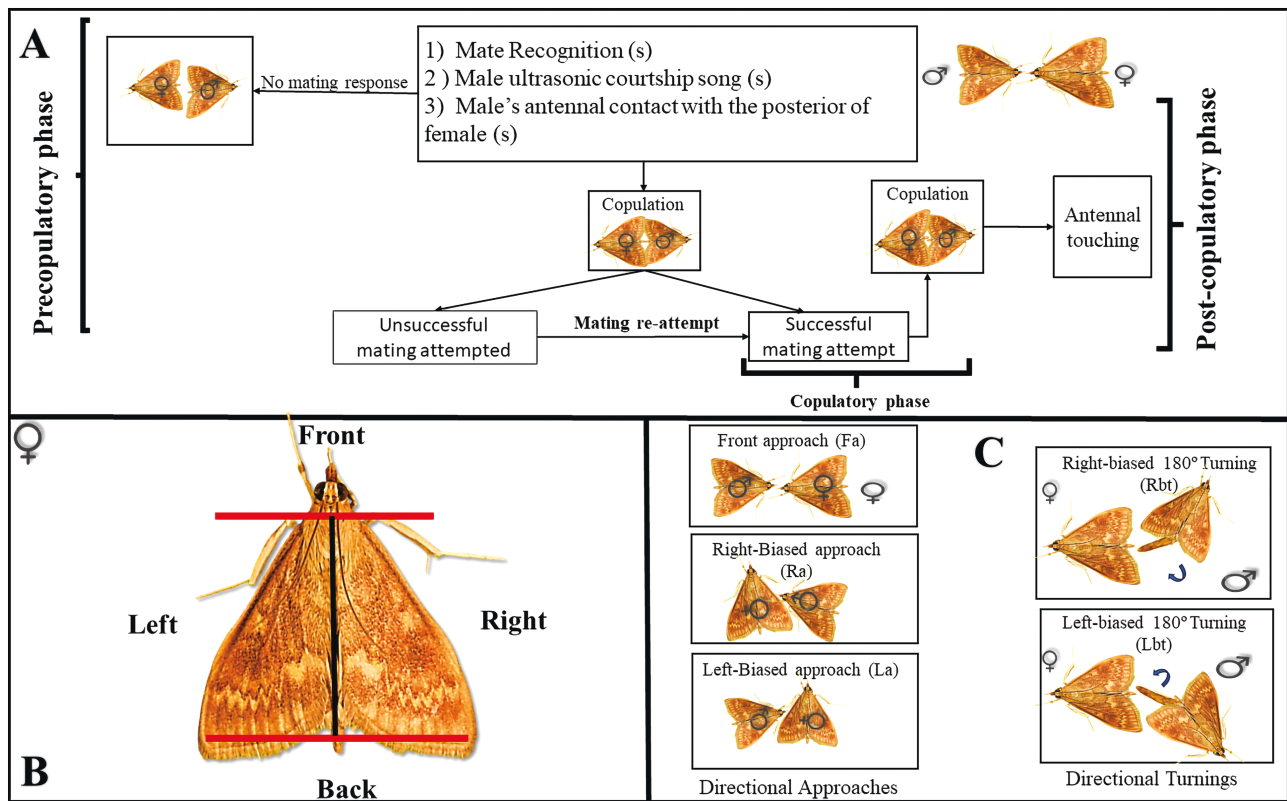 A
Precopulatory phase
No mating response
1) Mate Recognition (s)
2) Male ultrasonic courtship song (s)
3) Male's antennal contact with the posterior of
female (s)
♂
♀
Post-copulatory phase
Copulation
♀ ♂
Copulation
♀ ♂
Antennal
touching
Unsuccessful
mating attempted
Mating re-attempt
Successful
mating attempt
Copulatory phase
♀
Front
Left
Right
Back
B
C
Front approach (Fa)
♂ ♀ ♀
Right-Biased approach
(Ra)
♀ ♂
Left-Biased approach (La)
♂ ♀
Directional Approaches
Right-biased 180° Turning
(Rbt)
♀
♂
Left-biased 180° Turning
(Lbt)
♀
♂
Directional Turnings